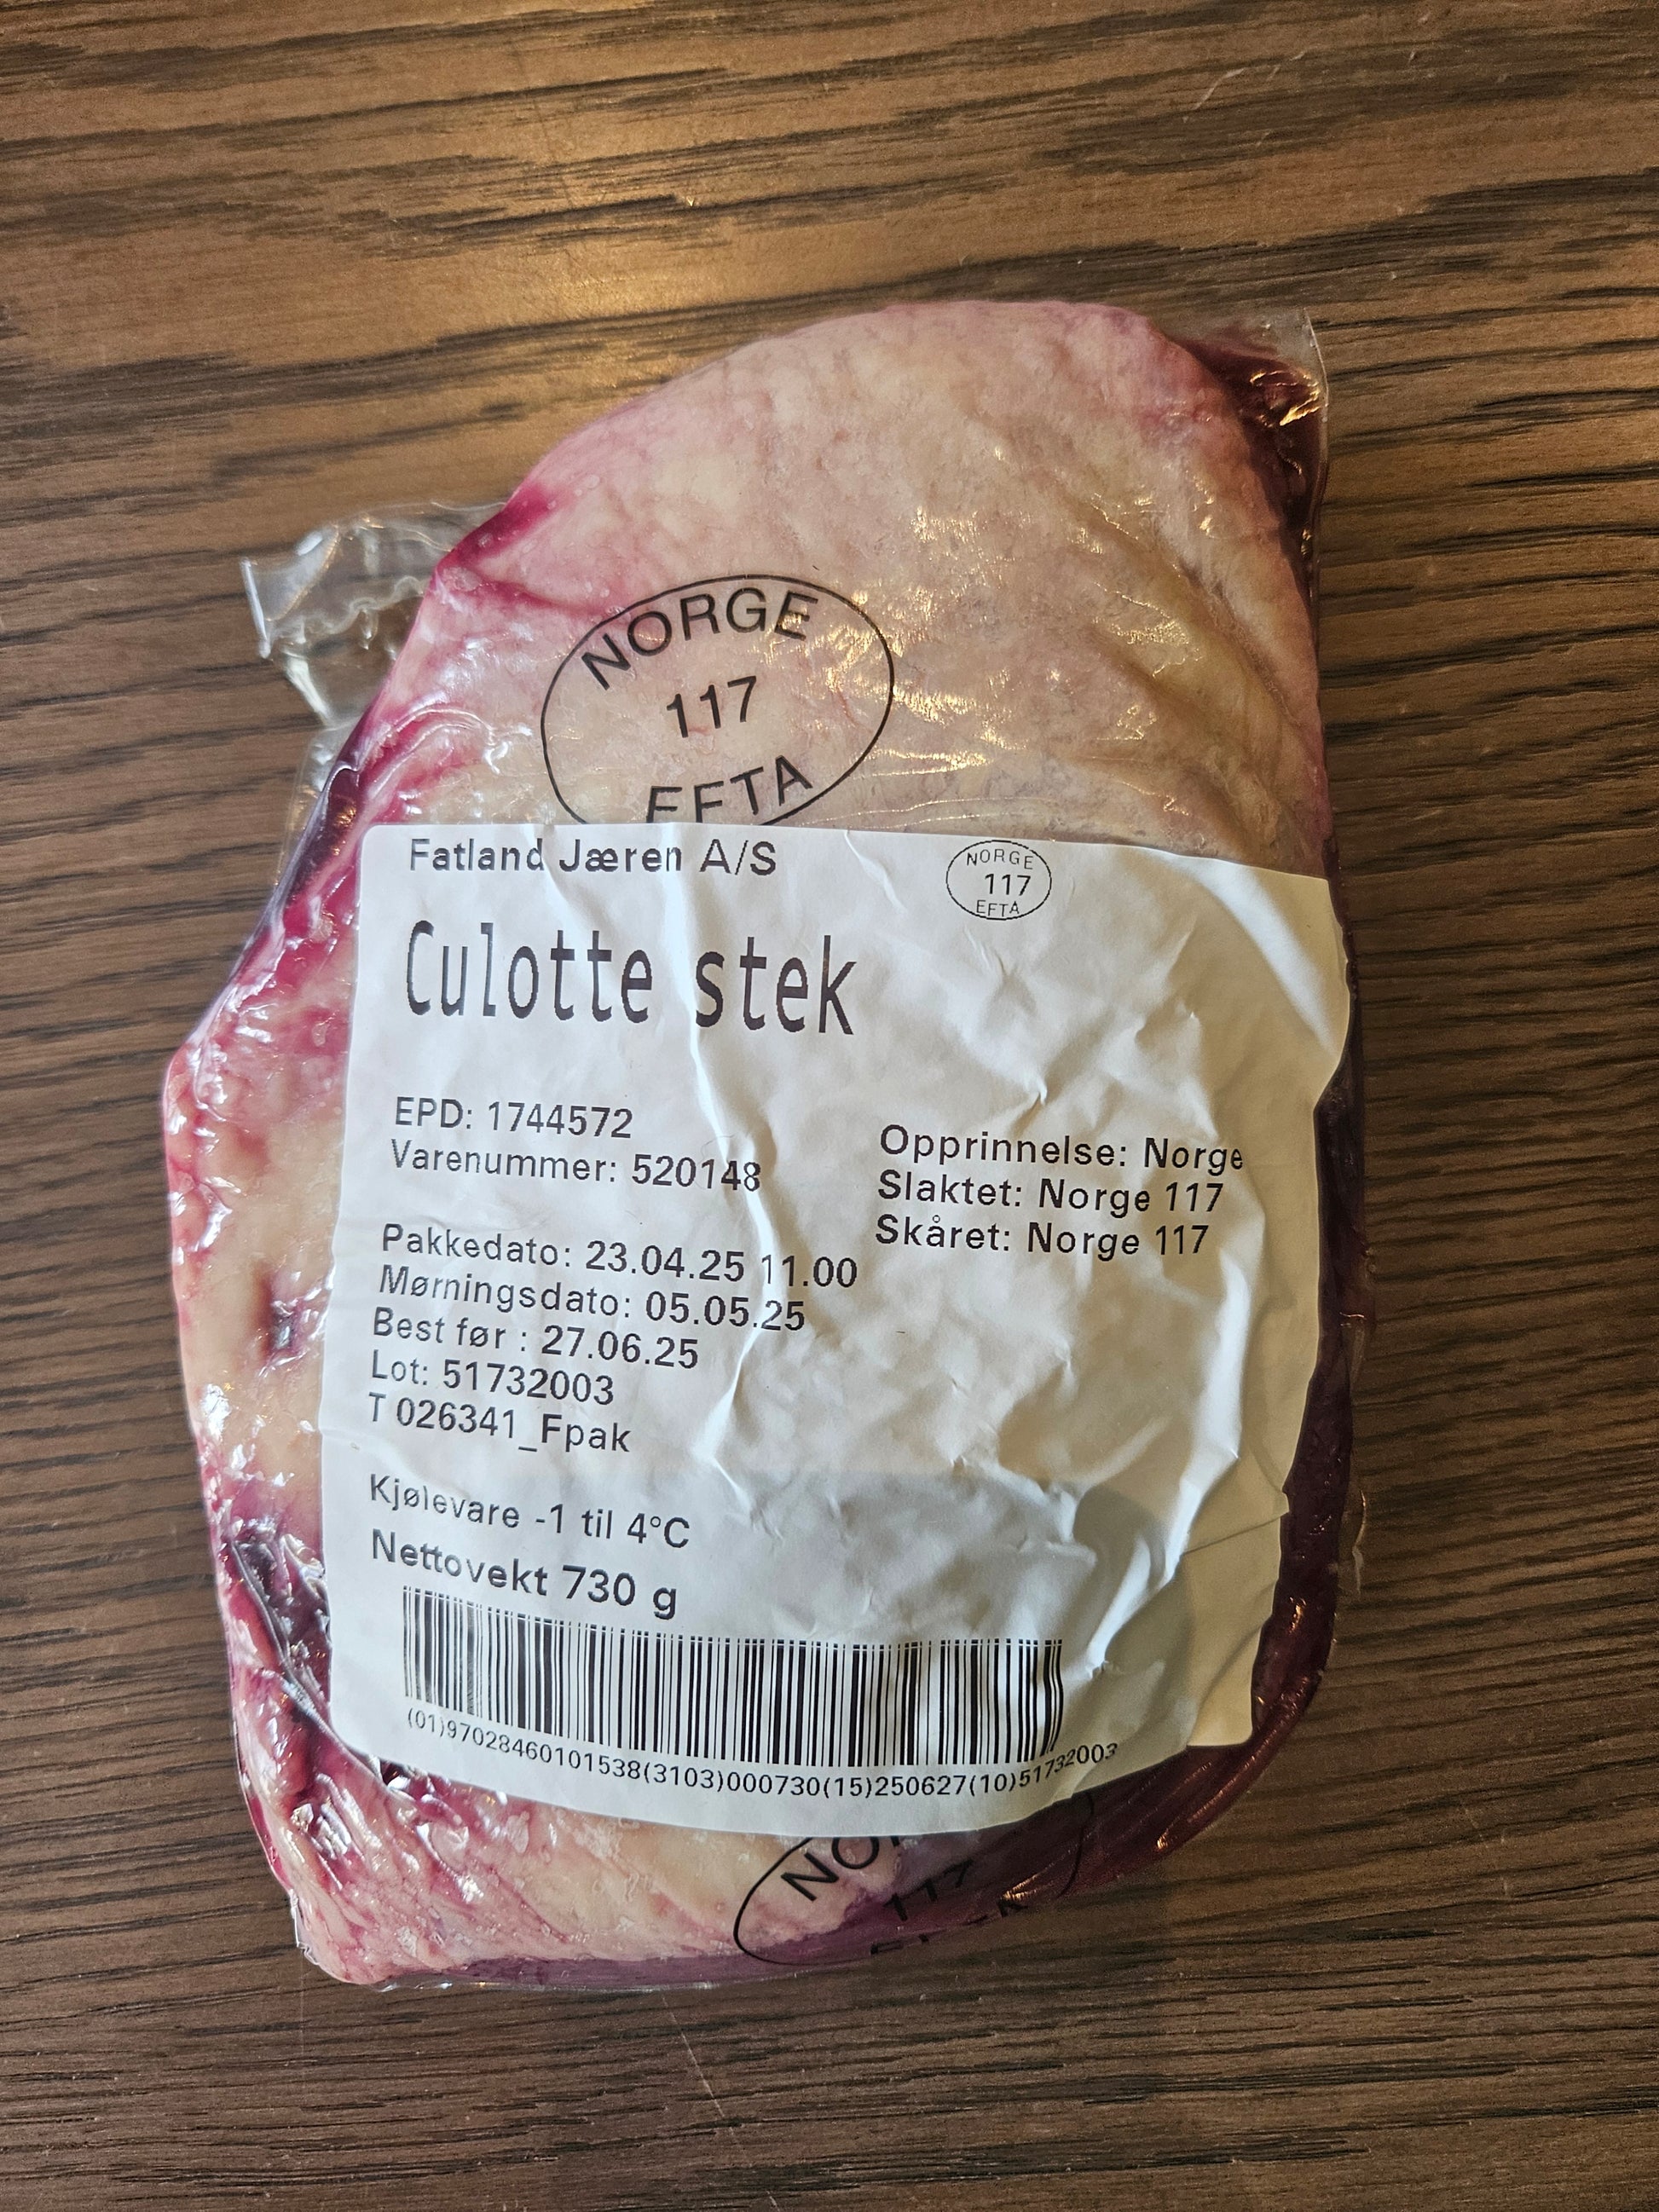 NORGE
117
EFTA
Fatland Jæren A/S
NORGE
117
EFTA
Culotte stek
EPD: 1744572
Varenummer: 520148
Opprinnelse: Norge
Slaktet: Norge 117
Skåret: Norge 117
Pakkedato: 23.04.25 11.00
Mørningsdato: 05.05.25
Best før : 27.06.25
Lot: 51732003
T 026341_Fpak
Kjølevare -1 til 4°C
Nettovekt 730 g
(01)97028460101538(3103)000730(15)250627(10)51732003
117